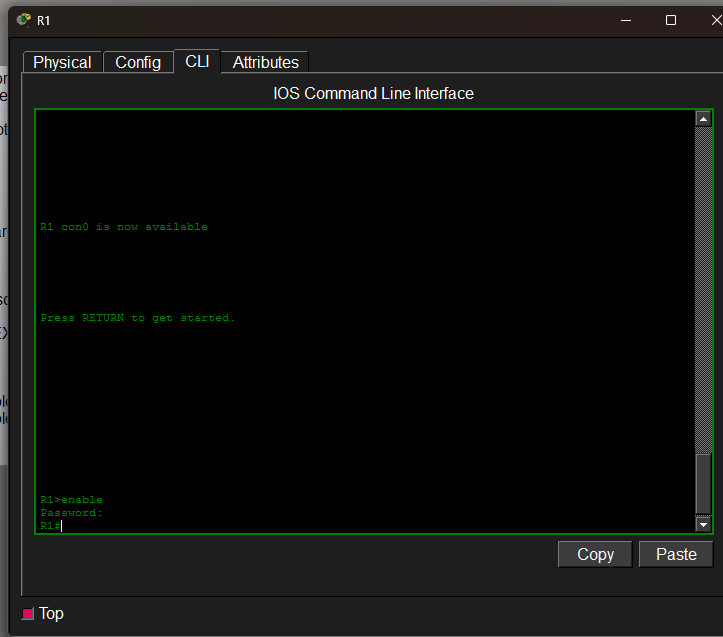 R1
Physical
Config
CLI
Attributes
IOS Command Line Interface
R1 con0 is now available
Press RETURN to get started.
R1>enable
Password:
R1#
Copy
Paste
Top